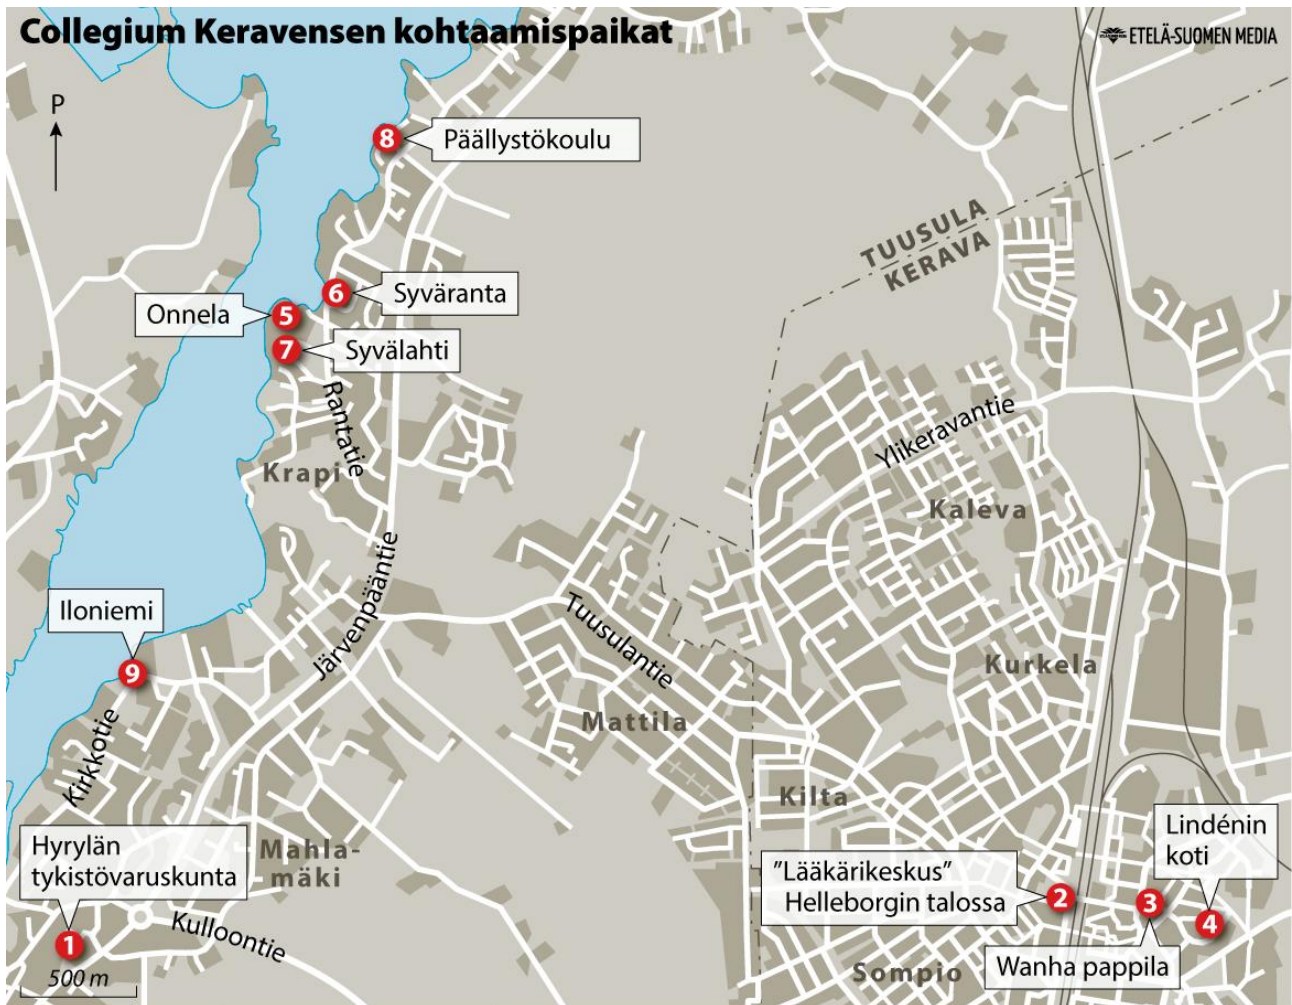 Collegium Keravensen kohtaamispaikat
ETELÄ-SUOMEN MEDIA
P
8
Päällystökoulu
TUUSULA
KERAVA
6
Syväranta
Onnela
5
7
Syvälahti
Rantatie
Ylikeravantie
Krapi
Kaleva
Järvenpääntie
Iloniemi
9
Tuusulantie
Kurkela
Mattila
Kirkkotie
Kilta
Hyrylän
tykistövaruskunta
1
Mahla-
mäki
Kulloontie
Lindénin
koti
4
"Lääkärikeskus"
Helleborgin talossa
2
3
Wanha pappila
Sompio
500 m